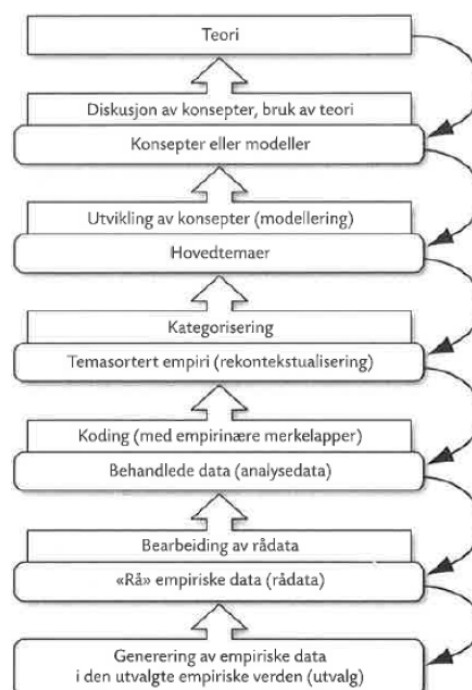 Teori
Diskusjon av konsepter, bruk av teori
Konsepter eller modeller
Utvikling av konsepter (modellering)
Hovedtemaer
Kategorisering
Temasortert empiri (rekontekstualisering)
Koding (med empirinære merkelapper)
Behandlede data (analysedata)
Bearbeiding av rådata
«Rå» empiriske data (rådata)
Generering av empiriske data
i den utvalgte empiriske verden (utvalg)